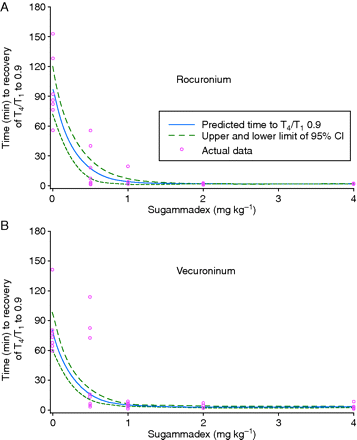 A
Time (min) to recovery
of T4/T1 to 0.9
180
150
120
90
60
30
0
Rocuronium
Predicted time to T4/T1 0.9
Upper and lower limit of 95% CI
Actual data
0 1 2 3 4
Sugammadex (mg kg−1)
B
Time (min) to recovery
of T4/T1 to 0.9
180
150
120
90
60
30
0
Vecuroninum
0 1 2 3 4
Sugammadex (mg kg−1)